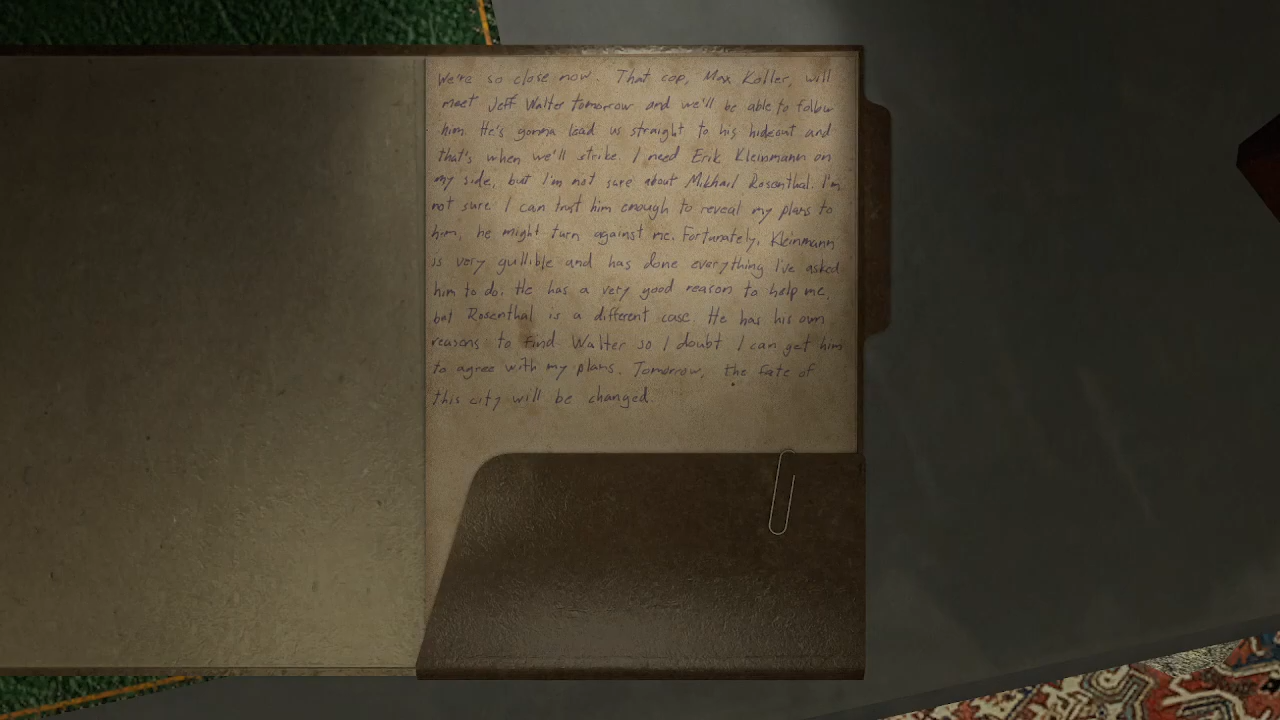 We're so close now. That cop, Max Koller, will
meet Jeff Walter tomorrow and we'll be able to follow
him. He's gonna lead us straight to his hideout and
that's when we'll strike. I need Erik Kleinmann on
my side, but I'm not sure about Mikhail Rosenthal. I'm
not sure I can trust him enough to reveal my plans to
him, he might turn against me. Fortunately, Kleinmann
is very gullible and has done everything I've asked
him to do. He has a very good reason to help me,
but Rosenthal is a different case. He has his own
reasons to find Walter so I doubt I can get him
to agree with my plans. Tomorrow, the fate of
this city will be changed.